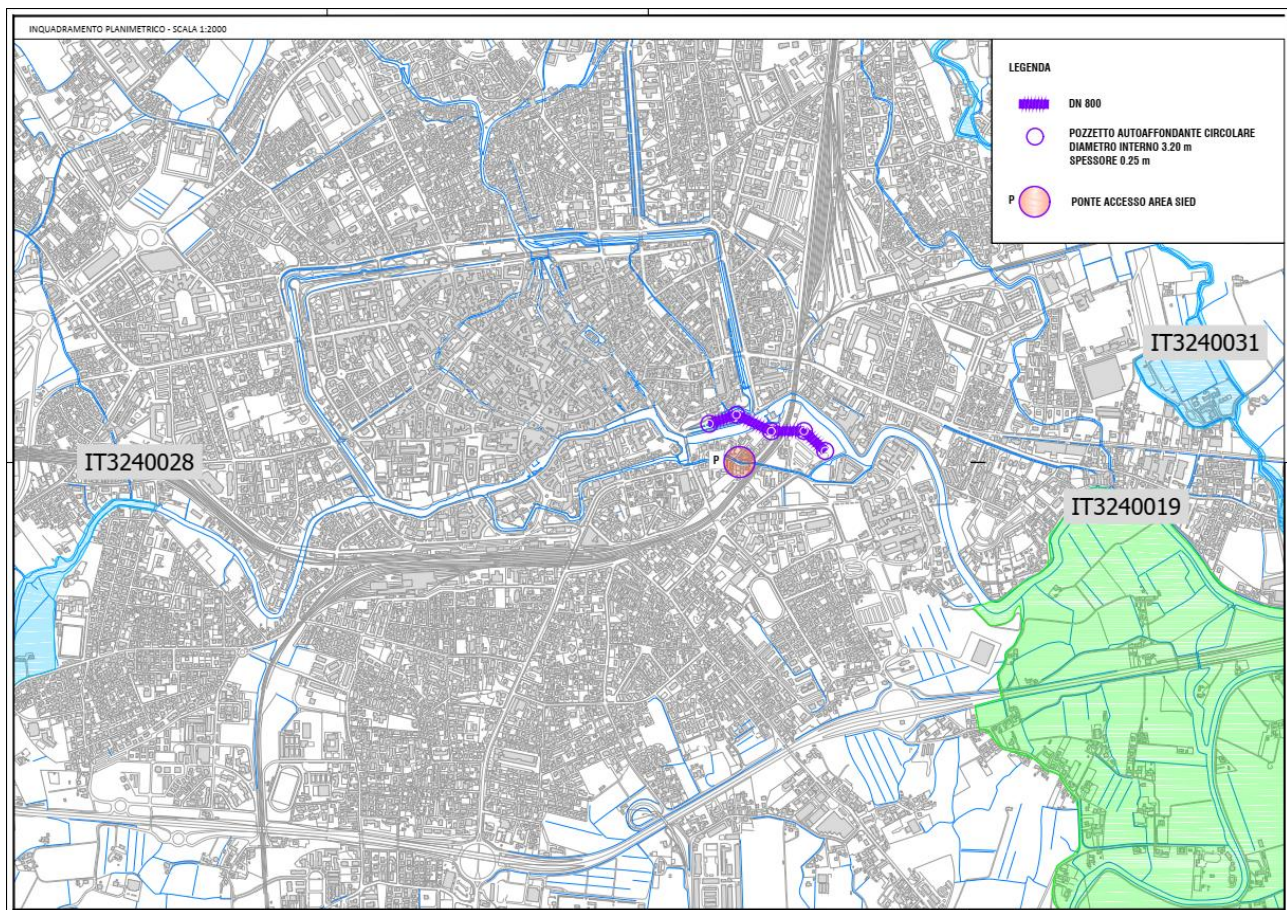 INQUADRAMENTO PLANIMETRICO - SCALA 1:2000
LEGENDA
DN 800
POZZETTO AUTOAFFONDANTE CIRCOLARE
DIAMETRO INTERNO 3.20 m
SPESSORE 0.25 m
P PONTE ACCESSO AREA SIED
IT3240031
P
IT3240028
IT3240019